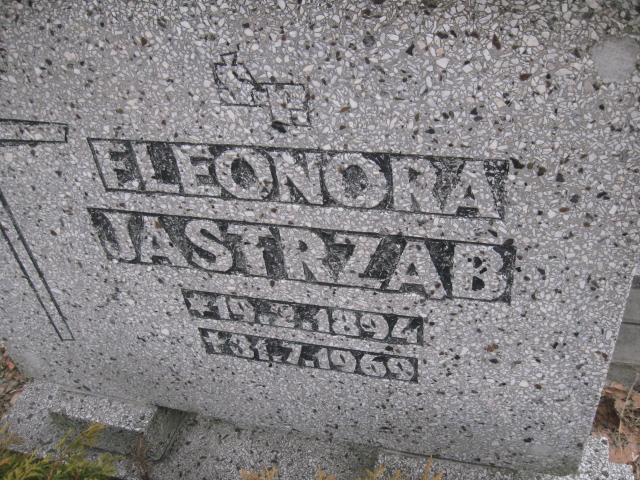 ELEONORA
JASTRZĄB
*19.2.1894
†31.7.1969